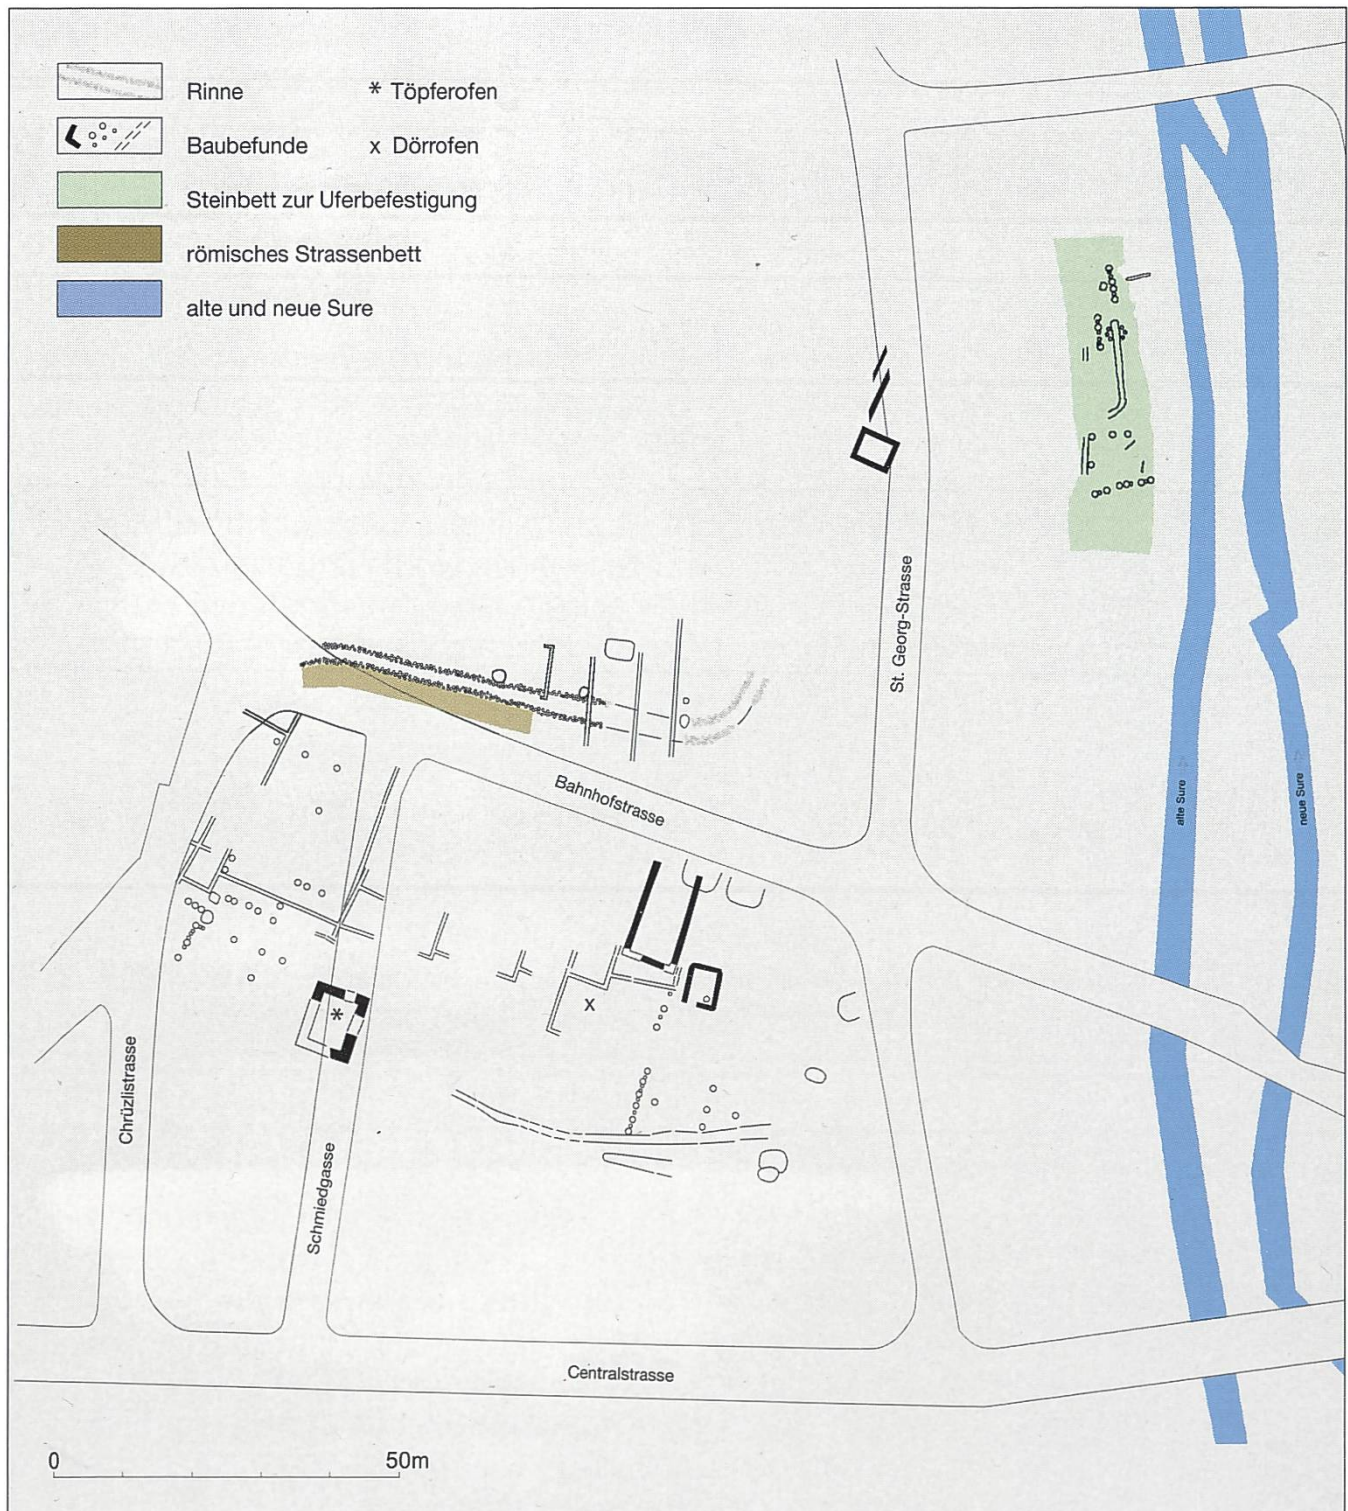 Rinne
* Töpferofen
Baubefunde
x Dörrofen
Steinbett zur Uferbefestigung
römisches Strassenbett
alte und neue Sure
St. Georg-Strasse
Bahnhofstrasse
alte Sure
neue Sure
x
*
Chrüzlistrasse
Schmiedgasse
Centralstrasse
0 50m